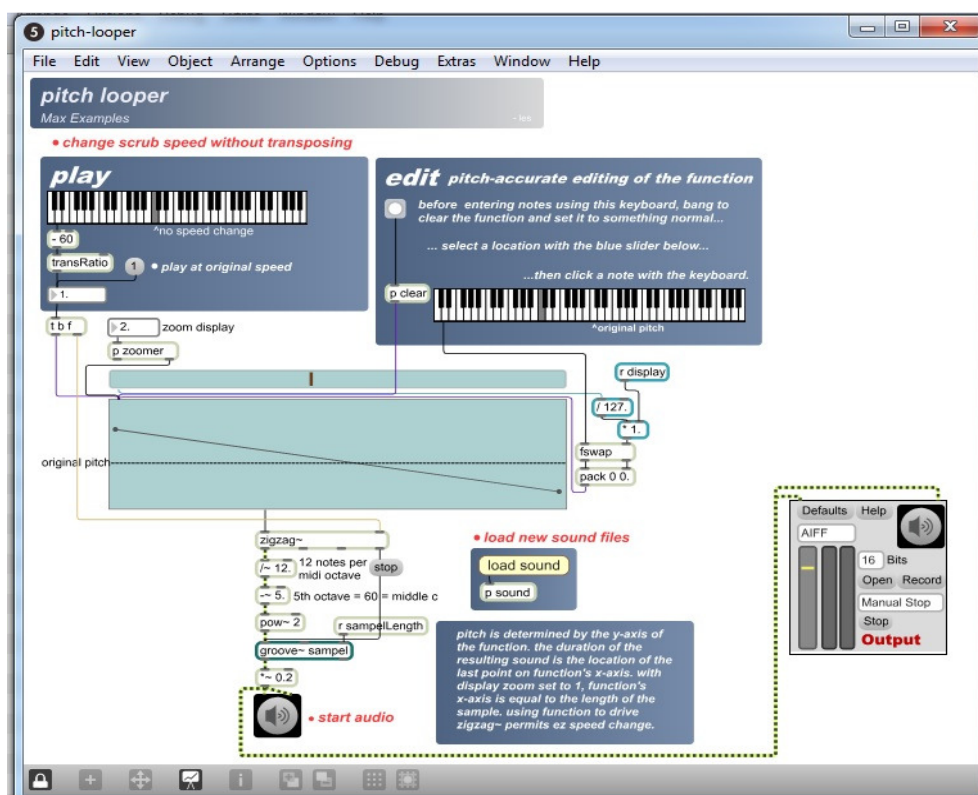 5 pitch-looper
File Edit View Object Arrange Options Debug Extras Window Help
pitch looper
Max Examples
- les
• change scrub speed without transposing
play
^no speed change
- 60
transRatio
1
• play at original speed
1.
t b f
2.
zoom display
p zoomer
edit pitch-accurate editing of the function
before entering notes using this keyboard, bang to
clear the function and set it to something normal...
... select a location with the blue slider below...
...then click a note with the keyboard.
p clear
^original pitch
r display
/ 127.
* 1.
fswap
pack 0 0.
original pitch
zigzag~
/~ 12.
12 notes per
midi octave
stop
-~ 5.
5th octave = 60 = middle c
pow~ 2
r sampelLength
groove~ sampel
*~ 0.2
• start audio
• load new sound files
load sound
p sound
pitch is determined by the y-axis of
the function. the duration of the
resulting sound is the location of the
last point on function's x-axis. with
display zoom set to 1, function's
x-axis is equal to the length of the
sample. using function to drive
zigzag~ permits ez speed change.
Defaults Help
AIFF
16 Bits
Open Record
Manual Stop
Stop
Output